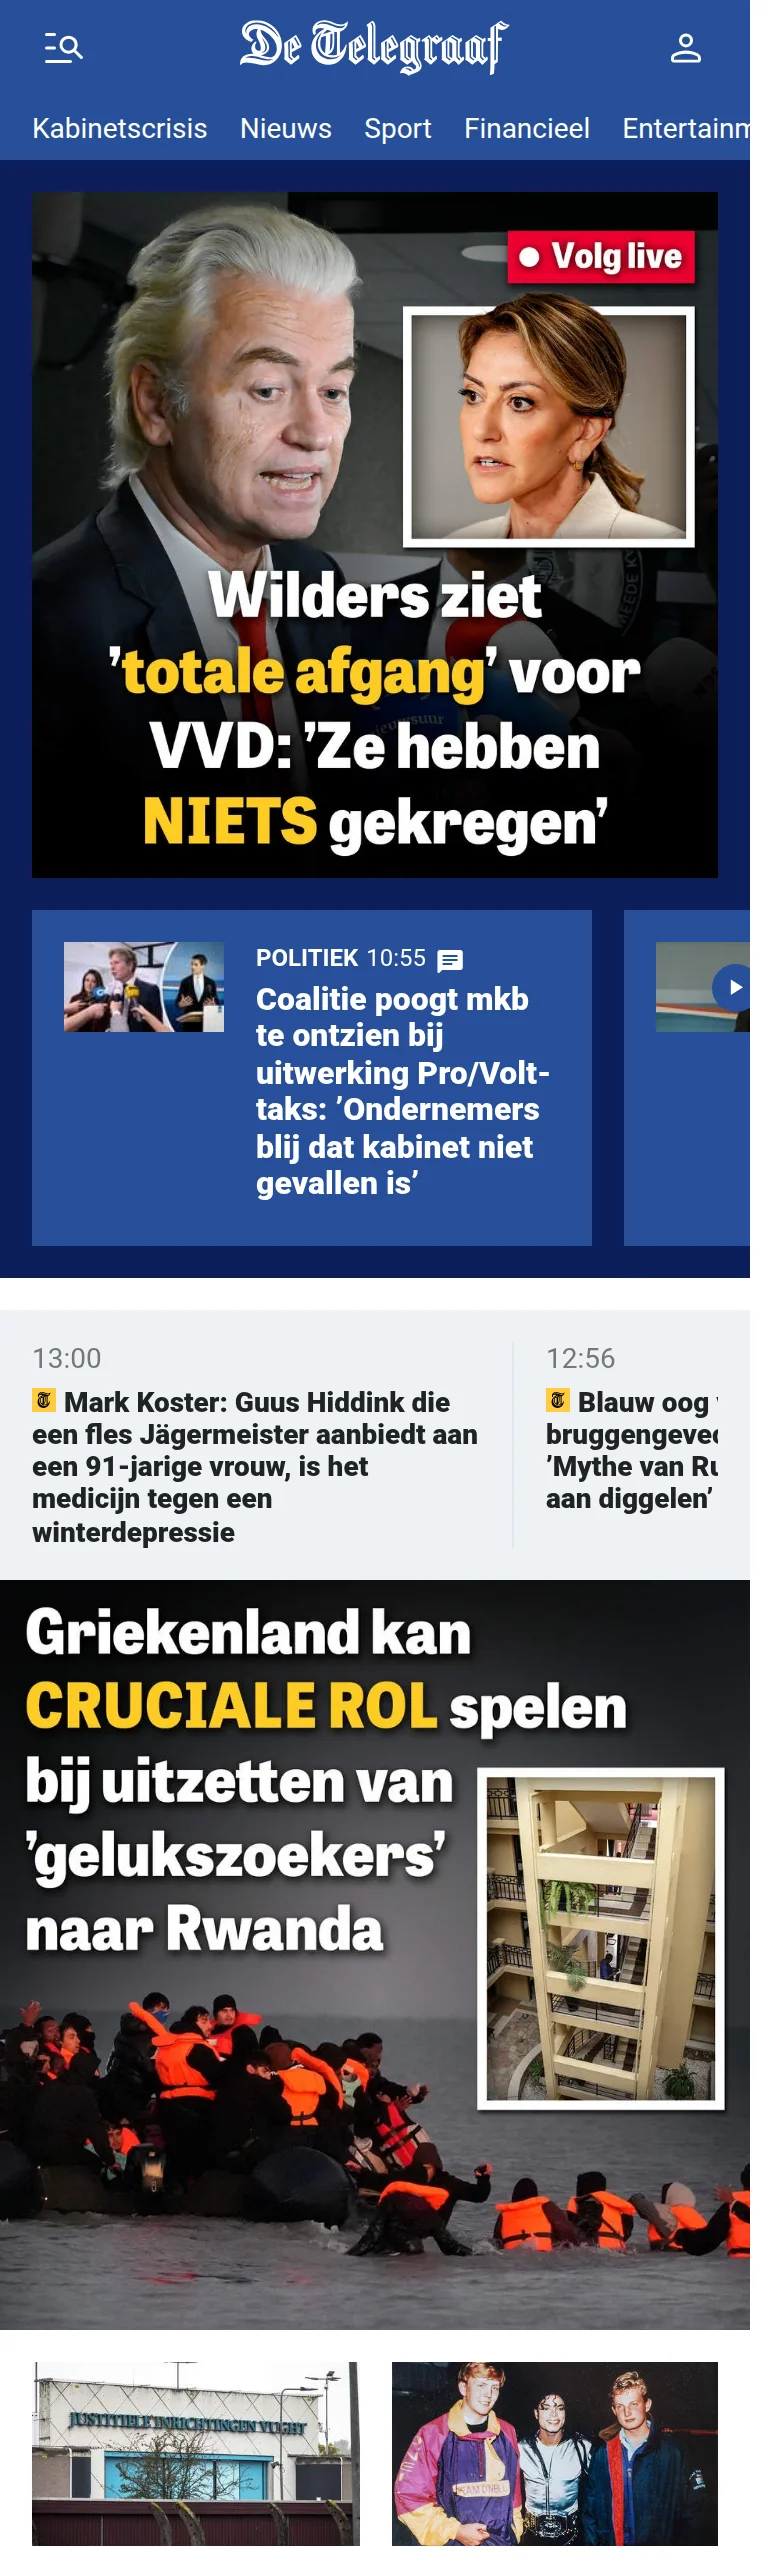 De Telegraaf
Kabinetscrisis Nieuws Sport Financieel Entertainm
Volg live
Wilders ziet
’totale afgang’ voor
VVD: ’Ze hebben
NIETS gekregen’
POLITIEK 10:55
Coalitie poogt mkb
te ontzien bij
uitwerking Pro/Volt-
taks: ’Ondernemers
blij dat kabinet niet
gevallen is’
13:00
Mark Koster: Guus Hiddink die
een fles Jägermeister aanbiedt aan
een 91-jarige vrouw, is het
medicijn tegen een
winterdepressie
12:56
Blauw oog
bruggengevec
’Mythe van Ru
aan diggelen’
Griekenland kan
CRUCIALE ROL spelen
bij uitzetten van
’gelukszoekers’
naar Rwanda
JUSTITIËLE INRICHTINGEN VUGHT